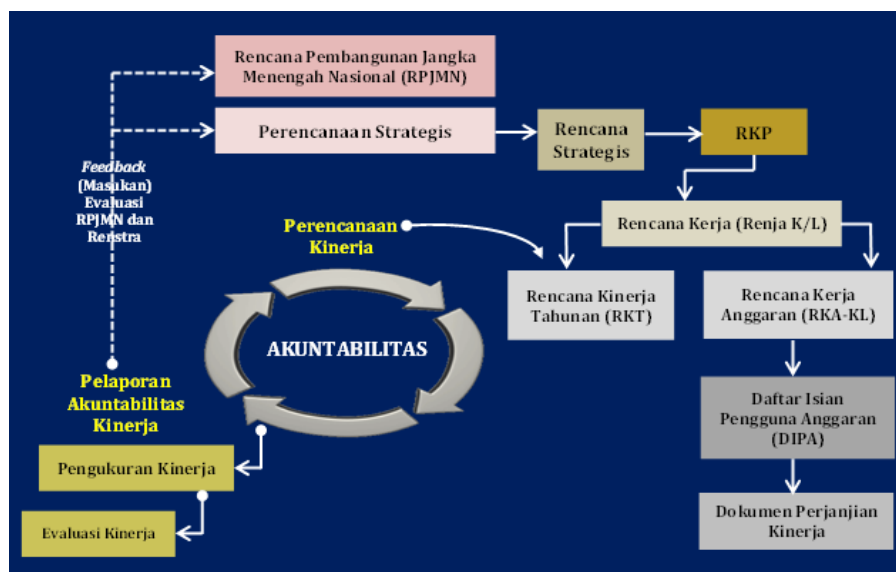 Rencana Pembangunan Jangka
Menengah Nasional (RPJMN)
Perencanaan Strategis
Rencana
Strategis
RKP
Feedback
(Masukan)
Evaluasi
RPJMN dan
Renstra
Rencana Kerja (Renja K/L)
Perencanaan
Kinerja
Rencana Kinerja
Tahunan (RKT)
Rencana Kerja
Anggaran (RKA-KL)
AKUNTABILITAS
Pelaporan
Akuntabilitas
Kinerja
Daftar Isian
Pengguna Anggaran
(DIPA)
Pengukuran Kinerja
Evaluasi Kinerja
Dokumen Perjanjian
Kinerja